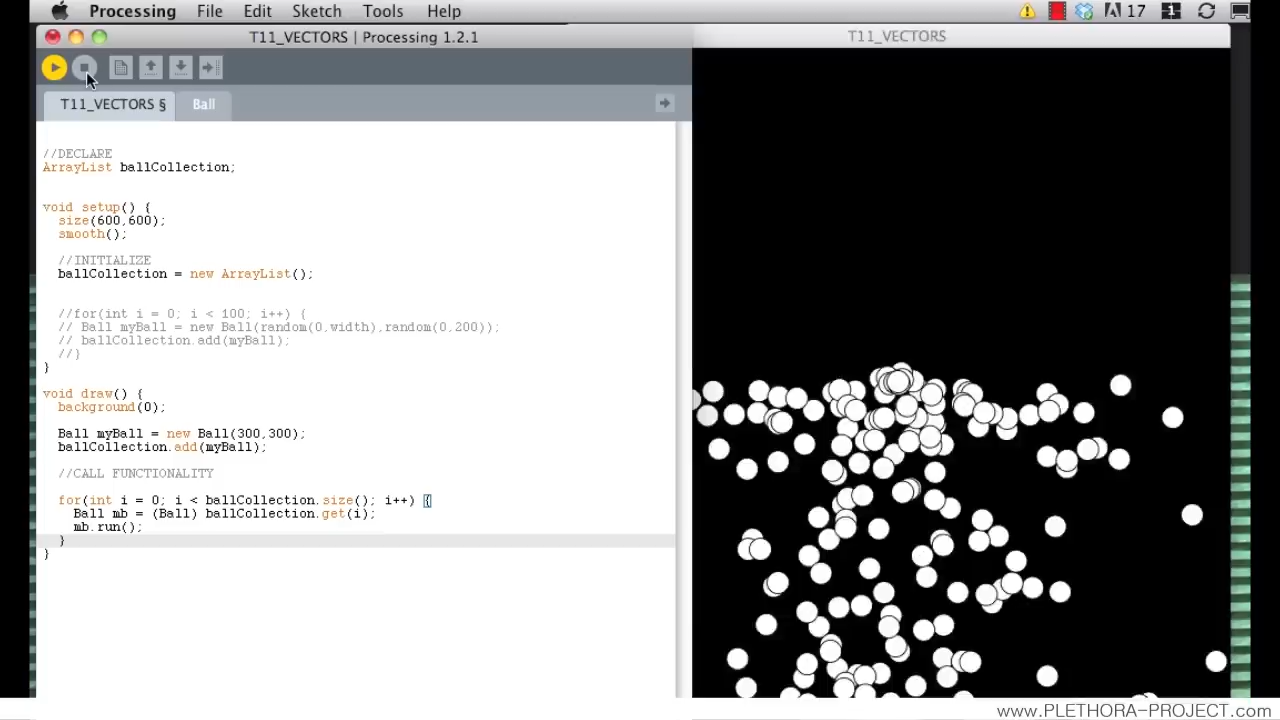 Processing File Edit Sketch Tools Help 17 1
T11_VECTORS | Processing 1.2.1
T11_VECTORS
T11_VECTORS § Ball
//DECLARE
ArrayList ballCollection;
void setup() {
size(600,600);
smooth();
//INITIALIZE
ballCollection = new ArrayList();
//for(int i = 0; i < 100; i++) {
// Ball myBall = new Ball(random(0,width),random(0,200));
// ballCollection.add(myBall);
//}
}
void draw() {
background(0);
Ball myBall = new Ball(300,300);
ballCollection.add(myBall);
//CALL FUNCTIONALITY
for(int i = 0; i < ballCollection.size(); i++) {
Ball mb = (Ball) ballCollection.get(i);
mb.run();
}
}
www.PLETHORA-PROJECT.com